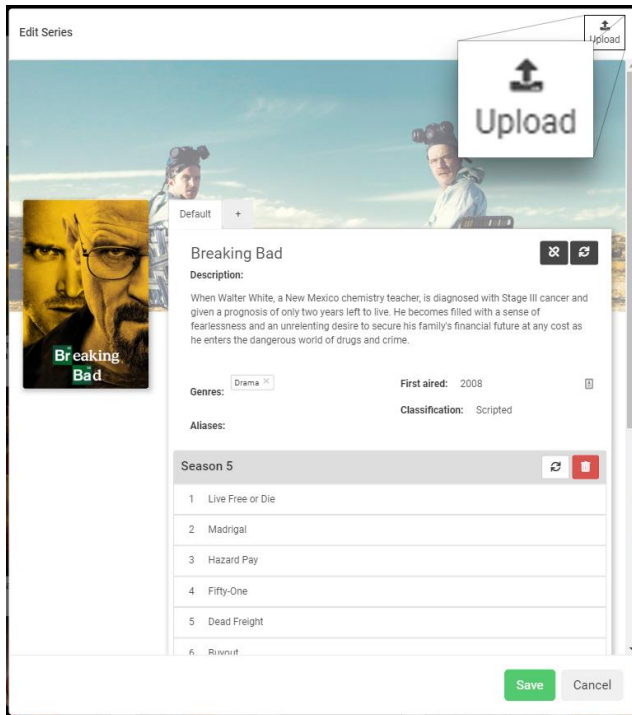 Edit Series
Upload
Upload
Default +
Breaking Bad
Description:
When Walter White, a New Mexico chemistry teacher, is diagnosed with Stage III cancer and
given a prognosis of only two years left to live. He becomes filled with a sense of
fearlessness and an unrelenting desire to secure his family's financial future at any cost as
he enters the dangerous world of drugs and crime.
Breaking
Bad
Genres: Drama ×
First aired: 2008
Classification: Scripted
Aliases:
Season 5
1 Live Free or Die
2 Madrigal
3 Hazard Pay
4 Fifty-One
5 Dead Freight
6 Buyout
Save Cancel